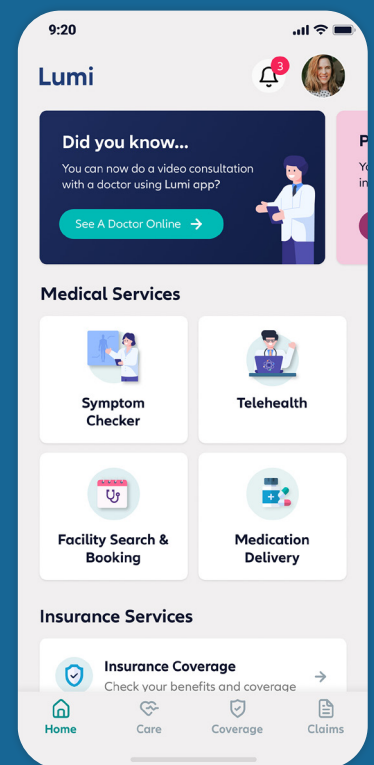 9:20
Lumi
3
Did you know...
You can now do a video consultation
with a doctor using Lumi app?
See A Doctor Online
P
Yo
in
Medical Services
Symptom
Checker
Telehealth
Facility Search &
Booking
Medication
Delivery
Insurance Services
Insurance Coverage
Check your benefits and coverage
Home
Care
Coverage
Claims